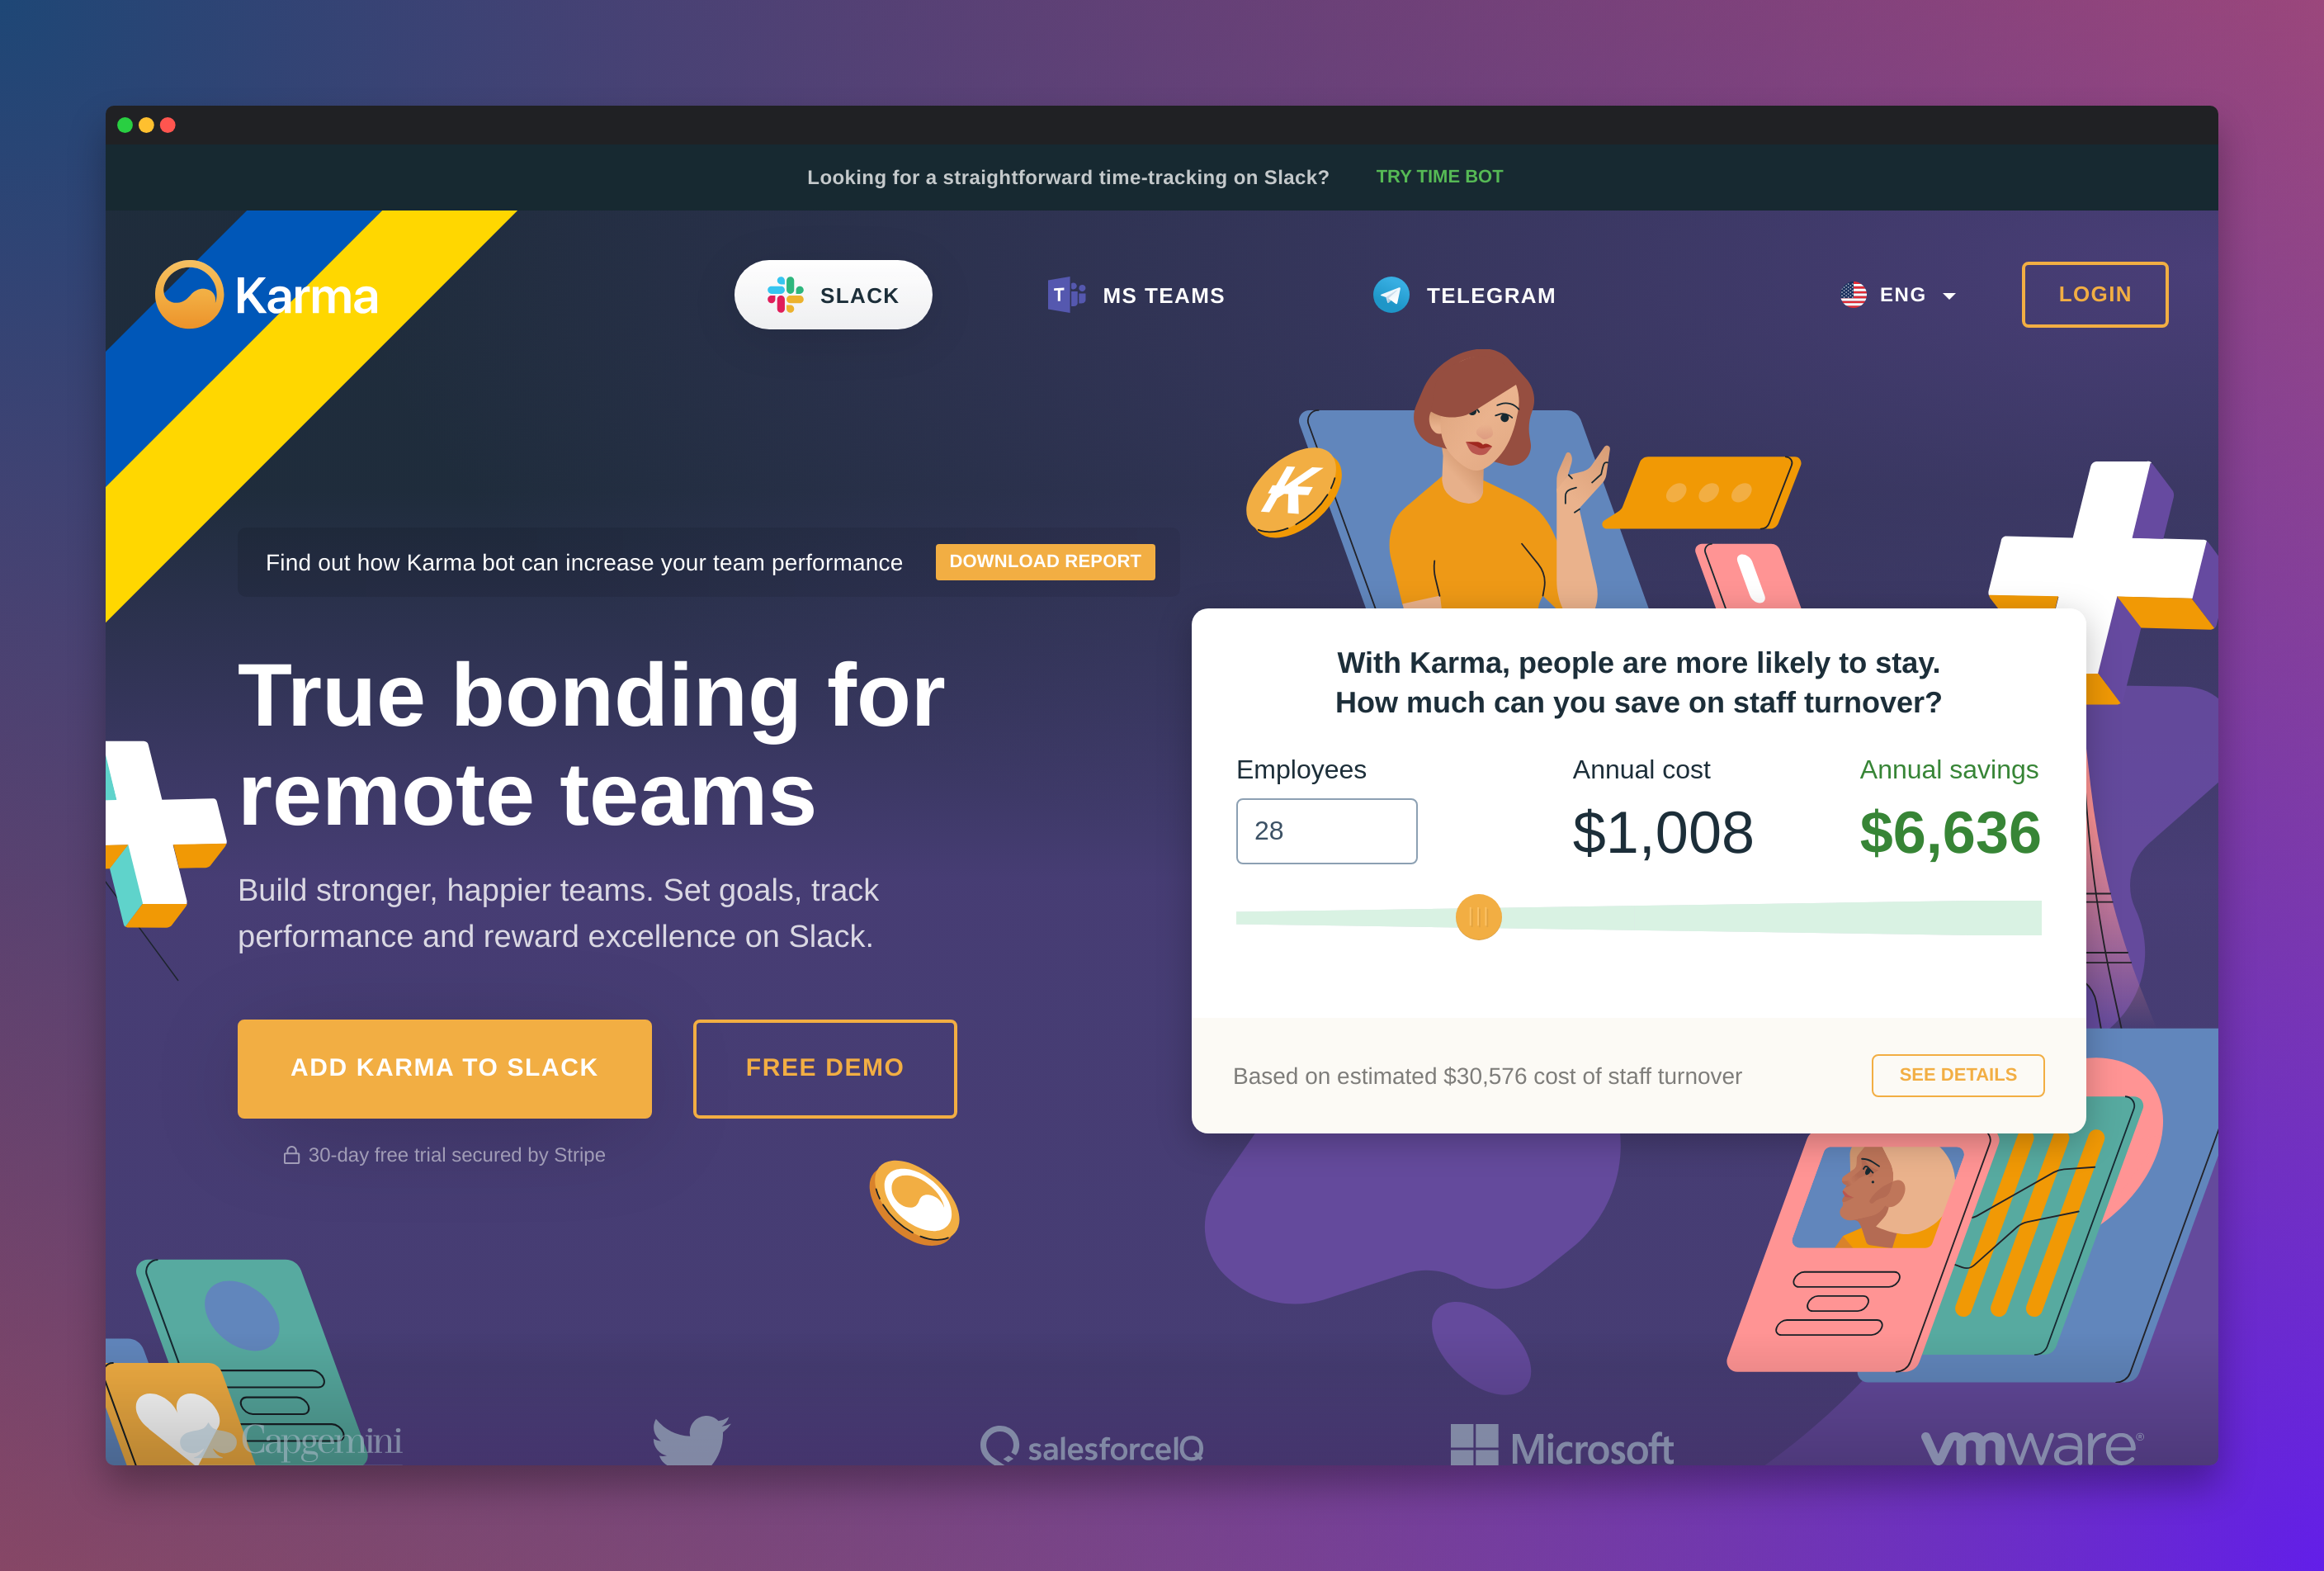 Looking for a straightforward time-tracking on Slack? TRY TIME BOT
Karma
SLACK
MS TEAMS
TELEGRAM
ENG
LOGIN
Find out how Karma bot can increase your team performance
DOWNLOAD REPORT
True bonding for
remote teams
Build stronger, happier teams. Set goals, track
performance and reward excellence on Slack.
ADD KARMA TO SLACK
FREE DEMO
30-day free trial secured by Stripe
K
With Karma, people are more likely to stay.
How much can you save on staff turnover?
Employees
28
Annual cost
$1,008
Annual savings
$6,636
Based on estimated $30,576 cost of staff turnover
SEE DETAILS
Capgemini
salesforceIQ
Microsoft
vmware®